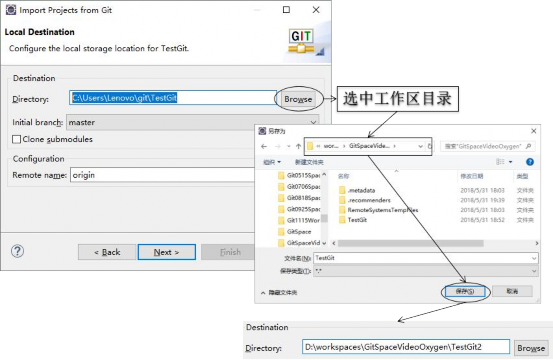 Import Projects from Git
Local Destination
Configure the local storage location for TestGit.
GIT
Destination
Directory: C:\Users\Lenovo\git\TestGit Browse
Initial branch: master
Clone submodules
Configuration
Remote name: origin
< Back Next > Finish
选中工作区目录
另存为
« wor... › GitSpaceVide... › 搜索"GitSpaceVideoOxygen"
组织 新建文件夹
名称 修改日期 类型
Git0515Spac
Git0706Spac
Git0818Spac
Git0925Spac
Git1115Wor
GitSpace
GitSpaceVid
.metadata 2018/5/31 18:03 文件夹
.recommenders 2018/5/31 19:39 文件夹
RemoteSystemsTempFiles 2018/5/31 18:03 文件夹
TestGit 2018/5/31 18:52 文件夹
文件名(N): TestGit
保存类型(T): *.*
隐藏文件夹 保存(S) 取消
Destination
Directory: D:\workspaces\GitSpaceVideoOxygen\TestGit2 Browse